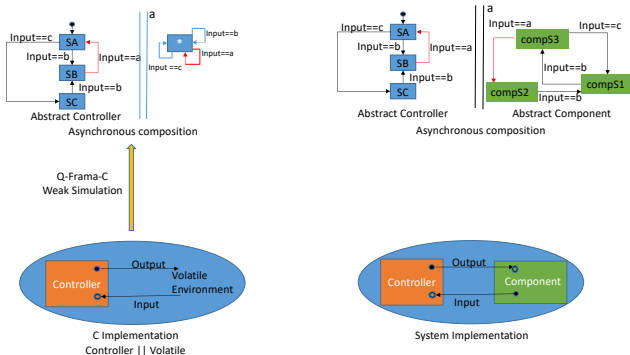 a
Input==c
SA
Input==b
Input==a
SB
Input==b
SC
Abstract Controller
Asynchronous composition
*
Input==b
Input==a
Input ==c
a
Input==c
SA
Input==b
Input==a
SB
Input==b
SC
Abstract Controller
Asynchronous composition
Input==a
compS3
Input==c
Input==b
compS1
compS2
Input==b
Abstract Component
Q-Frama-C
Weak Simulation
Controller
Output
Volatile
Environment
Input
C Implementation
Controller || Volatile
Controller
Output
Component
Input
System Implementation